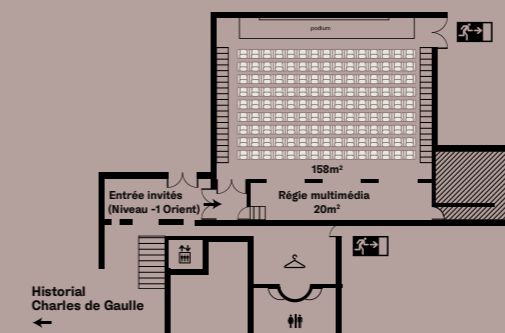 podium
158m²
Entrée invités
(Niveau -1 Orient)
Régie multimédia
20m²
Historial
Charles de Gaulle